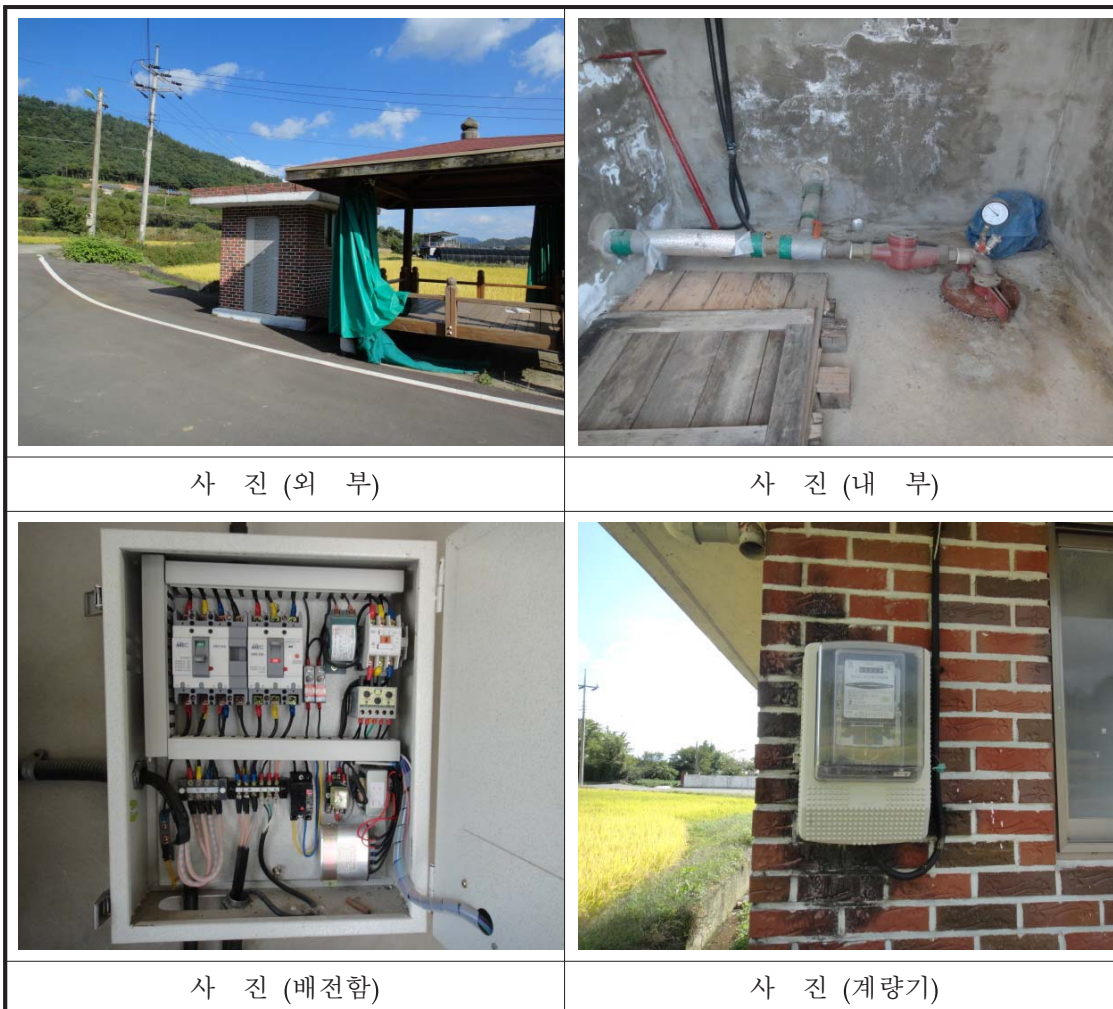 사 진 (외 부)
사 진 (내 부)
사 진 (배전함)
사 진 (계량기)